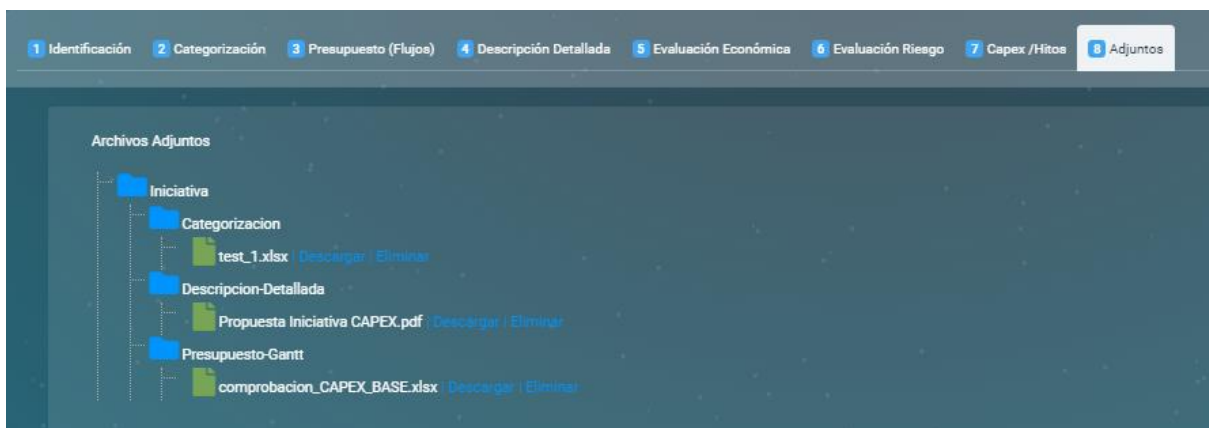 1 Identificación 2 Categorización 3 Presupuesto (Flujos) 4 Descripción Detallada 5 Evaluación Económica 6 Evaluación Riesgo 7 Capex /Hitos 8 Adjuntos
Archivos Adjuntos
Iniciativa
Categorizacion
test_1.xlsx | Descargar | Eliminar
Descripcion-Detallada
Propuesta Iniciativa CAPEX.pdf | Descargar | Eliminar
Presupuesto-Gantt
comprobacion_CAPEX_BASE.xlsx | Descargar | Eliminar